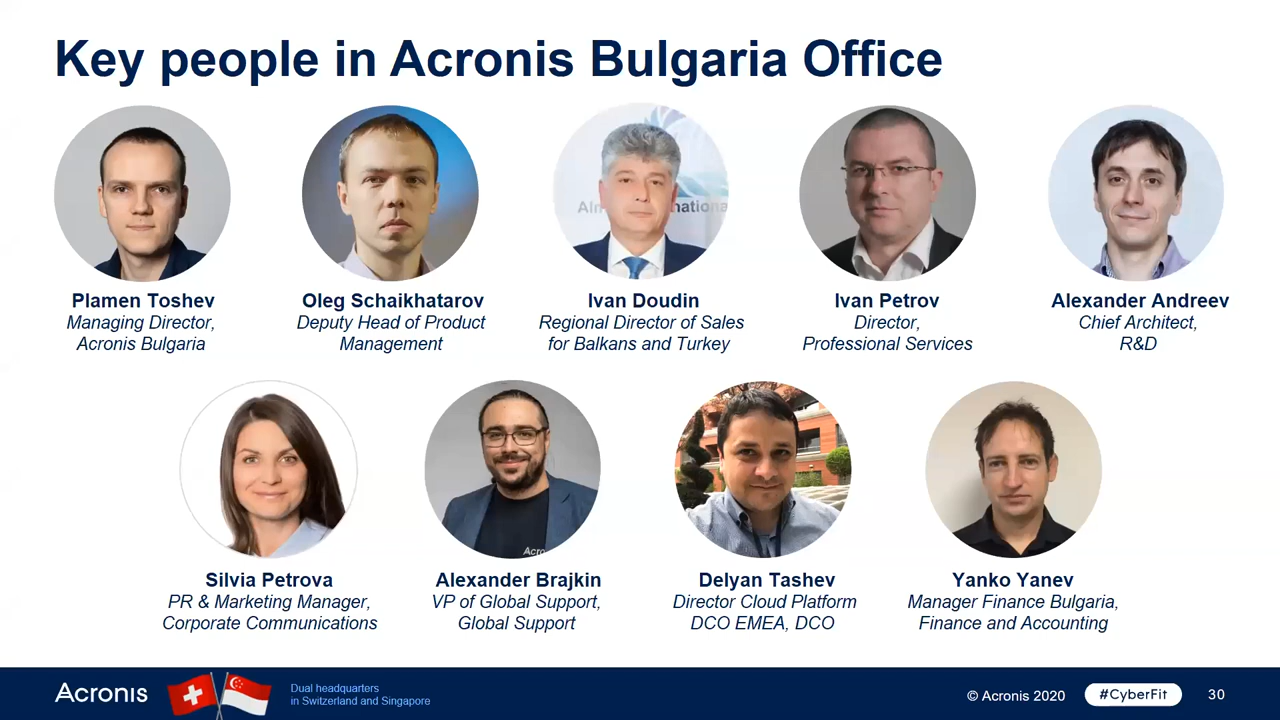 Key people in Acronis Bulgaria Office
Plamen Toshev
Managing Director,
Acronis Bulgaria
Oleg Schaikhatarov
Deputy Head of Product
Management
Ivan Doudin
Regional Director of Sales
for Balkans and Turkey
Ivan Petrov
Director,
Professional Services
Alexander Andreev
Chief Architect,
R&D
Silvia Petrova
PR & Marketing Manager,
Corporate Communications
Alexander Brajkin
VP of Global Support,
Global Support
Delyan Tashev
Director Cloud Platform
DCO EMEA, DCO
Yanko Yanev
Manager Finance Bulgaria,
Finance and Accounting
Acronis
Dual headquarters
in Switzerland and Singapore
© Acronis 2020
#CyberFit
30